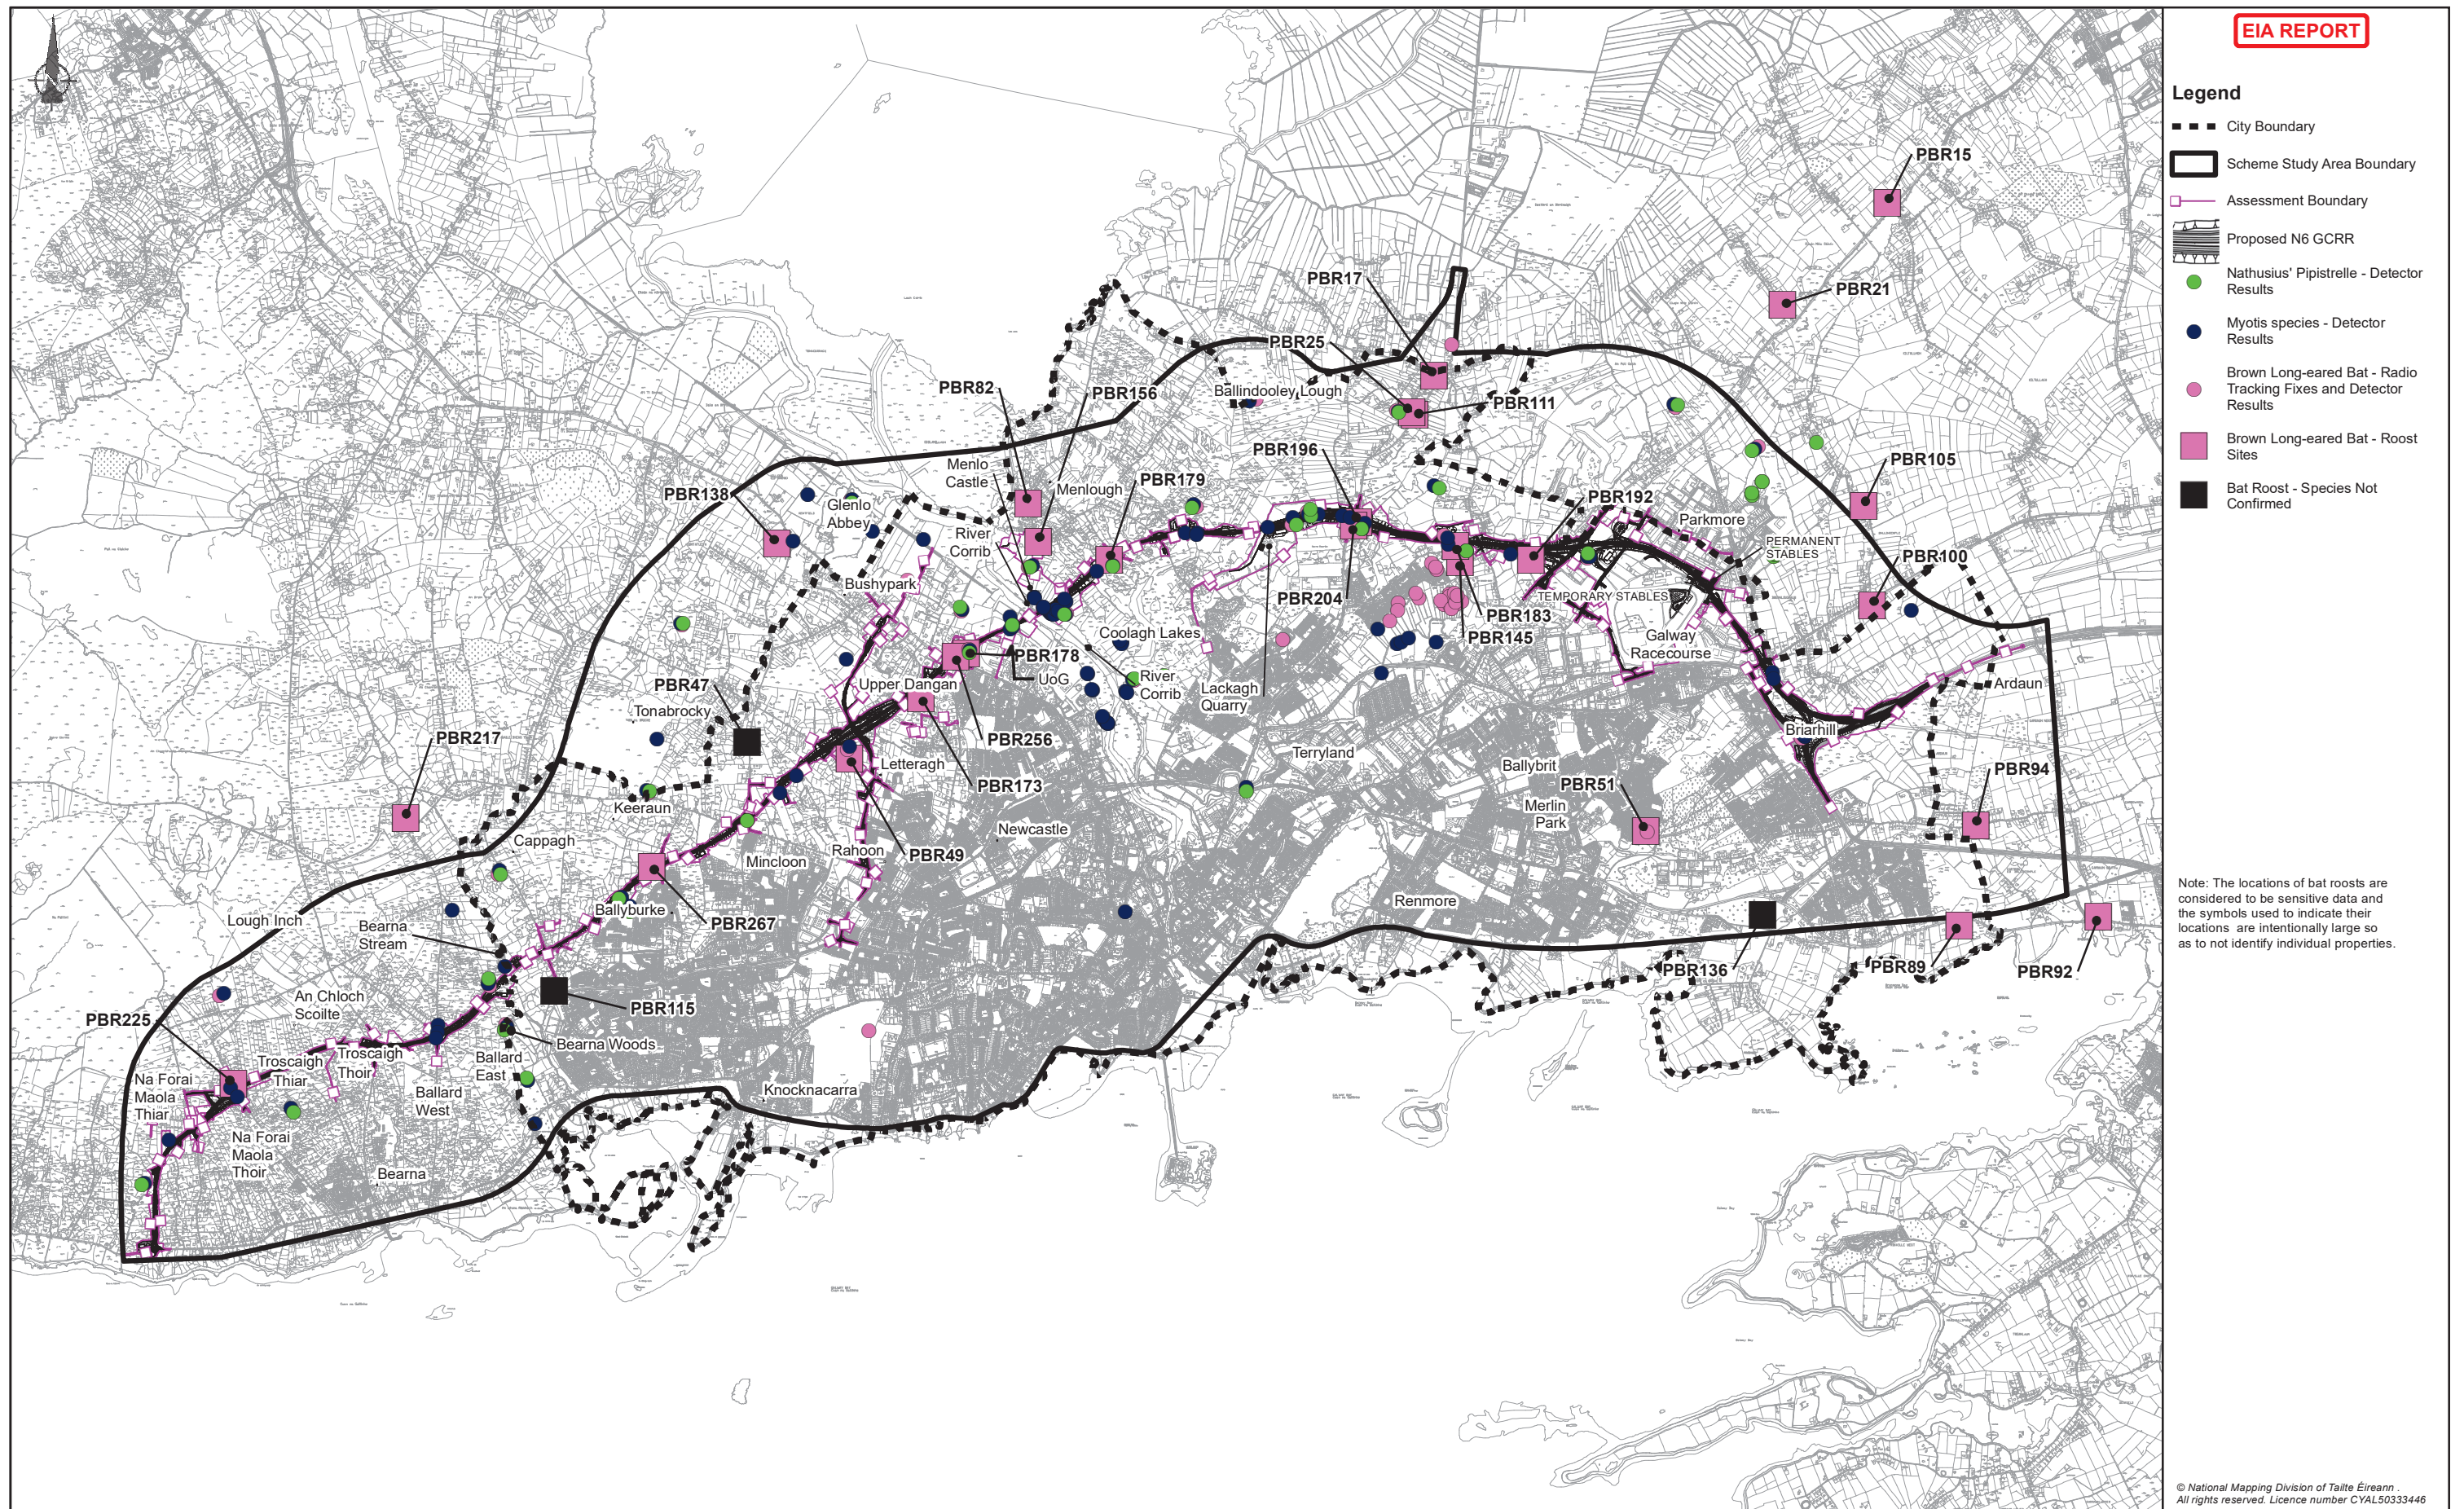 EIA REPORT
Legend
City Boundary
Scheme Study Area Boundary
Assessment Boundary
Proposed N6 GCRR
Nathusius' Pipistrelle - Detector
Results
Myotis species - Detector
Results
Brown Long-eared Bat - Radio
Tracking Fixes and Detector
Results
Brown Long-eared Bat - Roost
Sites
Bat Roost - Species Not
Confirmed
Note: The locations of bat roosts are
considered to be sensitive data and
the symbols used to indicate their
locations are intentionally large so
as to not identify individual properties.
© National Mapping Division of Tailte Éireann .
All rights reserved. Licence number CYAL50333446
PBR15
PBR17
PBR21
PBR25
PBR82
PBR156
Ballindooley Lough
PBR111
PBR196
PBR105
Menlo
Castle
Menlough
PBR179
PBR138
Glenlo
Abbey
PBR192
Parkmore
River
Corrib
PERMANENT
STABLES
PBR100
Bushypark
PBR204
TEMPORARY STABLES
PBR183
Coolagh Lakes
PBR145
Galway
Racecourse
PBR178
UoG
River
Corrib
PBR47
Upper Dangan
Lackagh
Quarry
Ardaun
Tonabrocky
PBR217
PBR256
Briarhill
Letteragh
Terryland
Ballybrit
PBR94
PBR173
PBR51
Keeraun
Merlin
Park
Newcastle
Cappagh
PBR49
Rahoon
Mincloon
Renmore
Ballyburke
Lough Inch
PBR267
Bearna
Stream
PBR136
PBR89
PBR92
An Chloch
Scoilte
PBR115
PBR225
Bearna Woods
Troscaigh
Thoir
Ballard
East
Troscaigh
Thiar
Na Forai
Maola
Thiar
Knocknacarra
Ballard
West
Na Forai
Maola
Thoir
Bearna